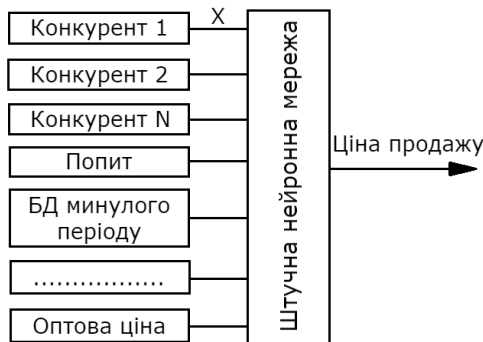 Конкурент 1
X
Конкурент 2
Конкурент N
Попит
БД минулого
періоду
.................
Оптова ціна
Штучна нейронна мережа
Ціна продажу